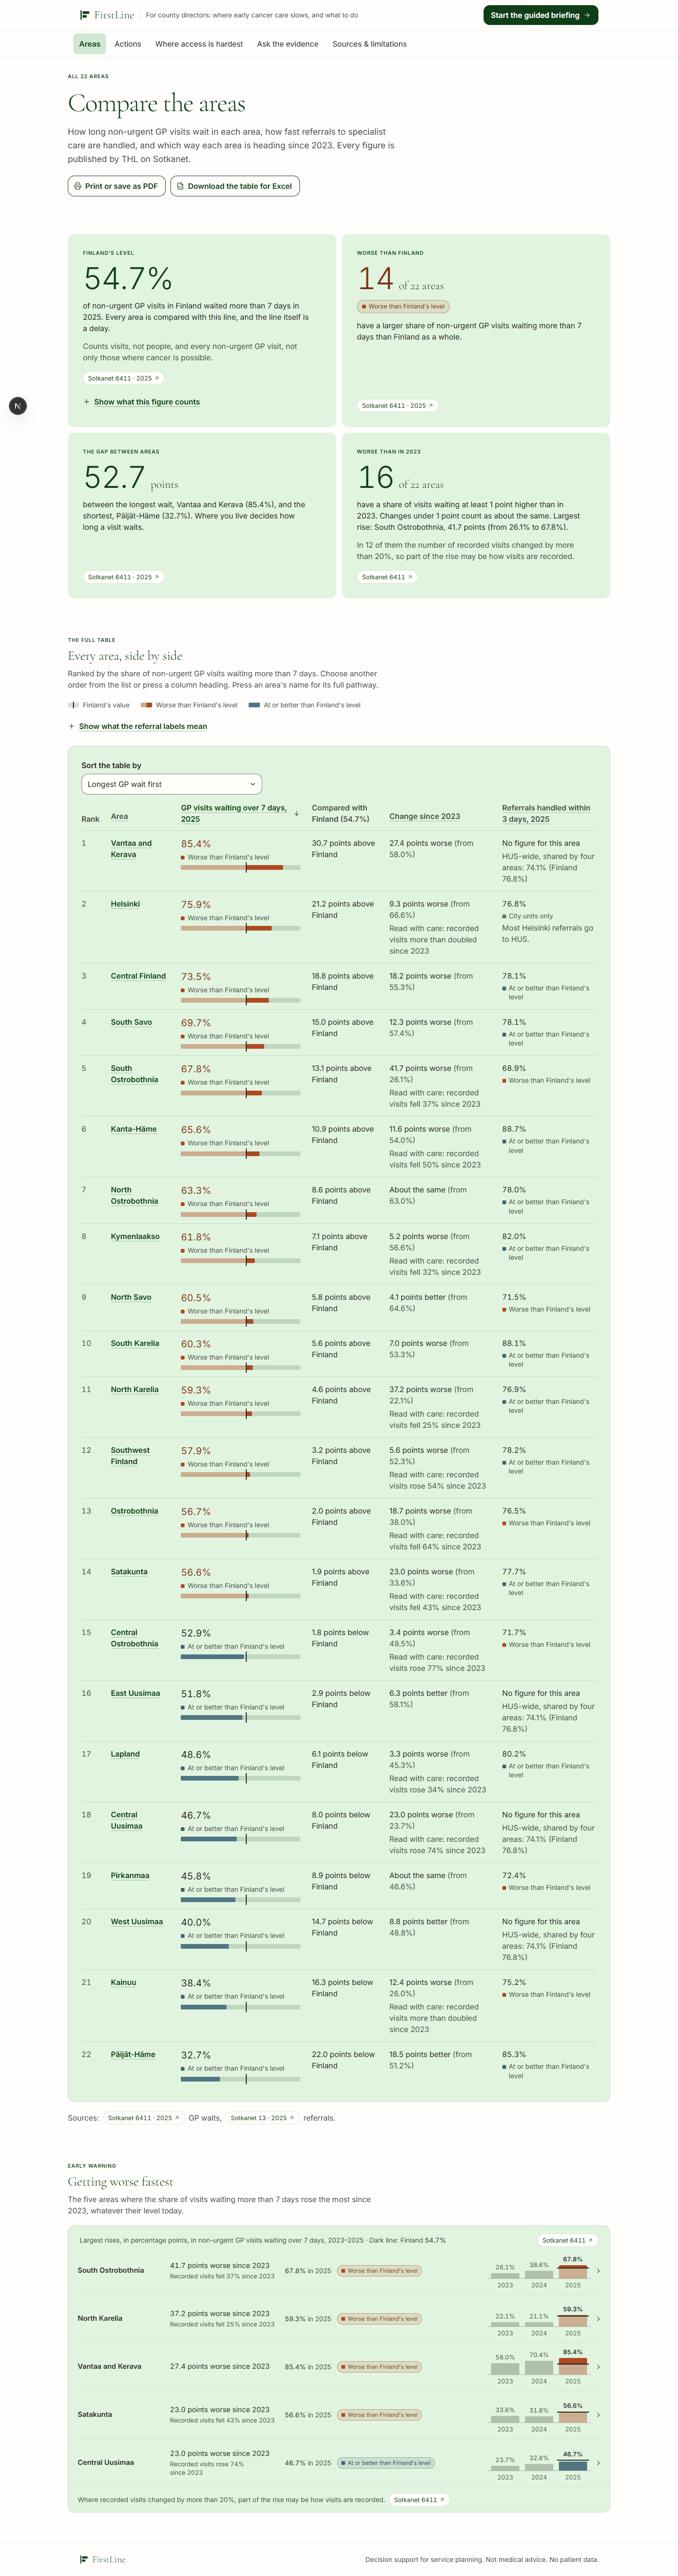 FirstLine
For county directors: where early cancer care slows, and what to do
Start the guided briefing →
Areas
Actions
Where access is hardest
Ask the evidence
Sources & limitations
ALL 22 AREAS
Compare the areas
How long non-urgent GP visits wait in each area, how fast referrals to specialist
care are handled, and which way each area is heading since 2023. Every figure is
published by THL on Sotkanet.
Print or save as PDF
Download the table for Excel
FINLAND'S LEVEL
54.7%
of non-urgent GP visits in Finland waited more than 7 days in
2025. Every area is compared with this line, and the line itself is
a delay.
Counts visits, not people, and every non-urgent GP visit, not
only those where cancer is possible.
Sotkanet 6411 · 2025 ↗
+ Show what this figure counts
WORSE THAN FINLAND
14 of 22 areas
Worse than Finland's level
have a larger share of non-urgent GP visits waiting more than 7
days than Finland as a whole.
Sotkanet 6411 · 2025 ↗
N
THE GAP BETWEEN AREAS
52.7 points
between the longest wait, Vantaa and Kerava (85.4%), and the
shortest, Päijät-Häme (32.7%). Where you live decides how
long a visit waits.
Sotkanet 6411 · 2025 ↗
WORSE THAN IN 2023
16 of 22 areas
have a share of visits waiting at least 1 point higher than in
2023. Changes under 1 point count as about the same. Largest
rise: South Ostrobothnia, 41.7 points (from 26.1% to 67.8%).
In 12 of them the number of recorded visits changed by more
than 20%, so part of the rise may be how visits are recorded.
Sotkanet 6411 ↗
THE FULL TABLE
Every area, side by side
Ranked by the share of non-urgent GP visits waiting more than 7 days. Choose another
order from the list or press a column heading. Press an area's name for its full pathway.
Finland's value
Worse than Finland's level
At or better than Finland's level
+ Show what the referral labels mean
Sort the table by
Longest GP wait first
Rank
Area
GP visits waiting over 7 days,
2025
↓
Compared with
Finland (54.7%)
Change since 2023
Referrals handled within
3 days, 2025
1
Vantaa and
Kerava
85.4%
Worse than Finland's level
30.7 points above
Finland
27.4 points worse (from
58.0%)
No figure for this area
HUS-wide, shared by four
areas: 74.1% (Finland
76.8%)
2
Helsinki
75.9%
Worse than Finland's level
21.2 points above
Finland
9.3 points worse (from
66.6%)
Read with care: recorded
visits more than doubled
since 2023
76.8%
City units only
Most Helsinki referrals go
to HUS.
3
Central Finland
73.5%
Worse than Finland's level
18.8 points above
Finland
18.2 points worse (from
55.3%)
78.1%
At or better than Finland's
level
4
South Savo
69.7%
Worse than Finland's level
15.0 points above
Finland
12.3 points worse (from
57.4%)
78.1%
At or better than Finland's
level
5
South
Ostrobothnia
67.8%
Worse than Finland's level
13.1 points above
Finland
41.7 points worse (from
26.1%)
Read with care: recorded
visits fell 37% since 2023
68.9%
Worse than Finland's level
6
Kanta-Häme
65.6%
Worse than Finland's level
10.9 points above
Finland
11.6 points worse (from
54.0%)
Read with care: recorded
visits fell 50% since 2023
88.7%
At or better than Finland's
level
7
North
Ostrobothnia
63.3%
Worse than Finland's level
8.6 points above
Finland
About the same (from
63.0%)
78.0%
At or better than Finland's
level
8
Kymenlaakso
61.8%
Worse than Finland's level
7.1 points above
Finland
5.2 points worse (from
56.6%)
Read with care: recorded
visits fell 32% since 2023
82.0%
At or better than Finland's
level
9
North Savo
60.5%
Worse than Finland's level
5.8 points above
Finland
4.1 points better (from
64.6%)
71.5%
Worse than Finland's level
10
South Karelia
60.3%
Worse than Finland's level
5.6 points above
Finland
7.0 points worse (from
53.3%)
88.1%
At or better than Finland's
level
11
North Karelia
59.3%
Worse than Finland's level
4.6 points above
Finland
37.2 points worse (from
22.1%)
Read with care: recorded
visits fell 25% since 2023
76.9%
At or better than Finland's
level
12
Southwest
Finland
57.9%
Worse than Finland's level
3.2 points above
Finland
5.6 points worse (from
52.3%)
Read with care: recorded
visits rose 54% since 2023
78.2%
At or better than Finland's
level
13
Ostrobothnia
56.7%
Worse than Finland's level
2.0 points above
Finland
18.7 points worse (from
38.0%)
Read with care: recorded
visits fell 64% since 2023
76.5%
Worse than Finland's level
14
Satakunta
56.6%
Worse than Finland's level
1.9 points above
Finland
23.0 points worse (from
33.6%)
Read with care: recorded
visits fell 43% since 2023
77.7%
At or better than Finland's
level
15
Central
Ostrobothnia
52.9%
At or better than Finland's level
1.8 points below
Finland
3.4 points worse (from
49.5%)
Read with care: recorded
visits rose 77% since 2023
71.7%
Worse than Finland's level
16
East Uusimaa
51.8%
At or better than Finland's level
2.9 points below
Finland
6.3 points better (from
58.1%)
No figure for this area
HUS-wide, shared by four
areas: 74.1% (Finland
76.8%)
17
Lapland
48.6%
At or better than Finland's level
6.1 points below
Finland
3.3 points worse (from
45.3%)
Read with care: recorded
visits rose 34% since 2023
80.2%
At or better than Finland's
level
18
Central
Uusimaa
46.7%
At or better than Finland's level
8.0 points below
Finland
23.0 points worse (from
23.7%)
Read with care: recorded
visits rose 74% since 2023
No figure for this area
HUS-wide, shared by four
areas: 74.1% (Finland
76.8%)
19
Pirkanmaa
45.8%
At or better than Finland's level
8.9 points below
Finland
About the same (from
46.6%)
72.4%
Worse than Finland's level
20
West Uusimaa
40.0%
At or better than Finland's level
14.7 points below
Finland
8.8 points better (from
48.8%)
No figure for this area
HUS-wide, shared by four
areas: 74.1% (Finland
76.8%)
21
Kainuu
38.4%
At or better than Finland's level
16.3 points below
Finland
12.4 points worse (from
26.0%)
Read with care: recorded
visits more than doubled
since 2023
75.2%
Worse than Finland's level
22
Päijät-Häme
32.7%
At or better than Finland's level
22.0 points below
Finland
18.5 points better (from
51.2%)
85.3%
At or better than Finland's
level
Sources: Sotkanet 6411 · 2025 ↗ GP waits, Sotkanet 13 · 2025 ↗ referrals.
EARLY WARNING
Getting worse fastest
The five areas where the share of visits waiting more than 7 days rose the most since
2023, whatever their level today.
Largest rises, in percentage points, in non-urgent GP visits waiting over 7 days, 2023–2025 · Dark line: Finland 54.7%
Sotkanet 6411 ↗
South Ostrobothnia
41.7 points worse since 2023
Recorded visits fell 37% since 2023
67.8% in 2025
Worse than Finland's level
26.1% 38.6% 67.8%
2023 2024 2025
North Karelia
37.2 points worse since 2023
Recorded visits fell 25% since 2023
59.3% in 2025
Worse than Finland's level
22.1% 21.1% 59.3%
2023 2024 2025
Vantaa and Kerava
27.4 points worse since 2023
85.4% in 2025
Worse than Finland's level
58.0% 70.4% 85.4%
2023 2024 2025
Satakunta
23.0 points worse since 2023
Recorded visits fell 43% since 2023
56.6% in 2025
Worse than Finland's level
33.6% 31.8% 56.6%
2023 2024 2025
Central Uusimaa
23.0 points worse since 2023
Recorded visits rose 74%
since 2023
46.7% in 2025
At or better than Finland's level
23.7% 32.8% 46.7%
2023 2024 2025
Where recorded visits changed by more than 20%, part of the rise may be how visits are recorded. Sotkanet 6411 ↗
FirstLine
Decision support for service planning. Not medical advice. No patient data.